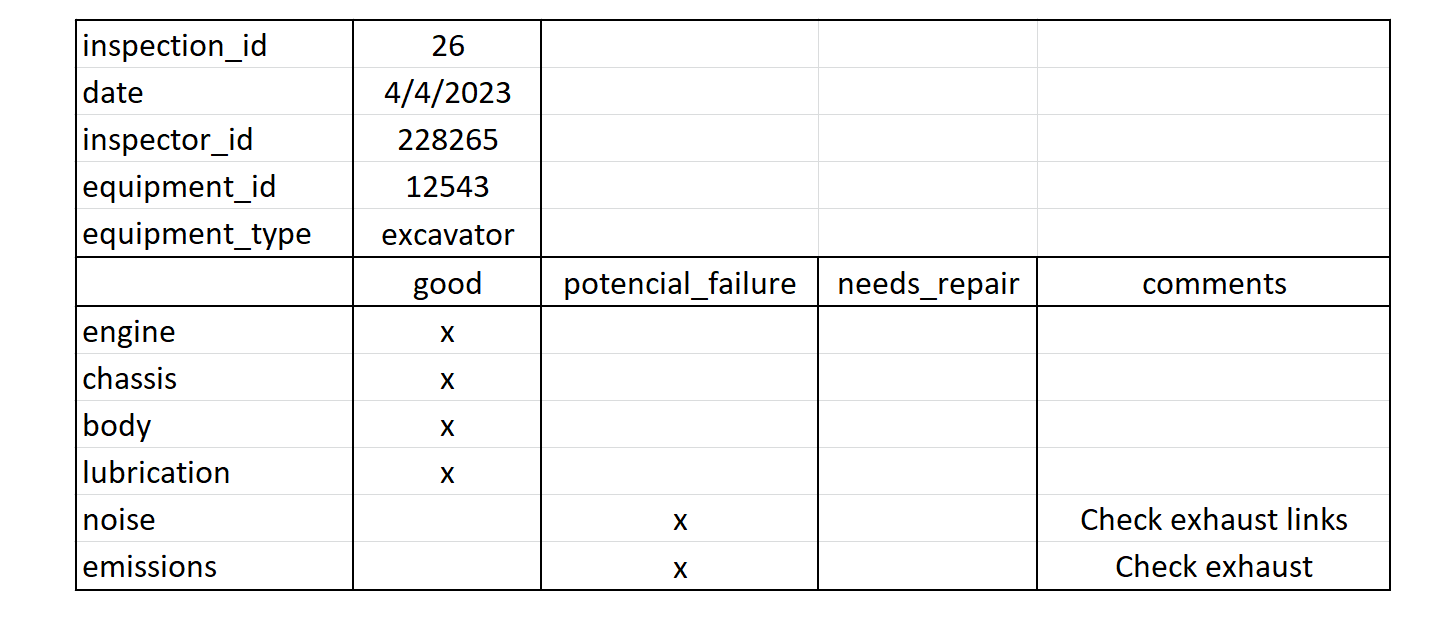 inspection_id 26
date 4/4/2023
inspector_id 228265
equipment_id 12543
equipment_type excavator
good potencial_failure needs_repair comments
engine x
chassis x
body x
lubrication x
noise x Check exhaust links
emissions x Check exhaust